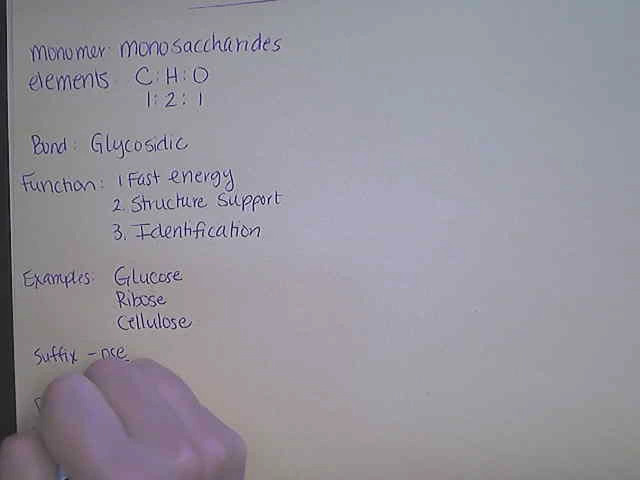 monomer: monosaccharides
elements C:H:O
1:2:1
Bond: Glycosidic
Function: 1 Fast energy
2. Structure Support
3. Identification
Examples: Glucose
Ribose
Cellulose
Suffix -ose